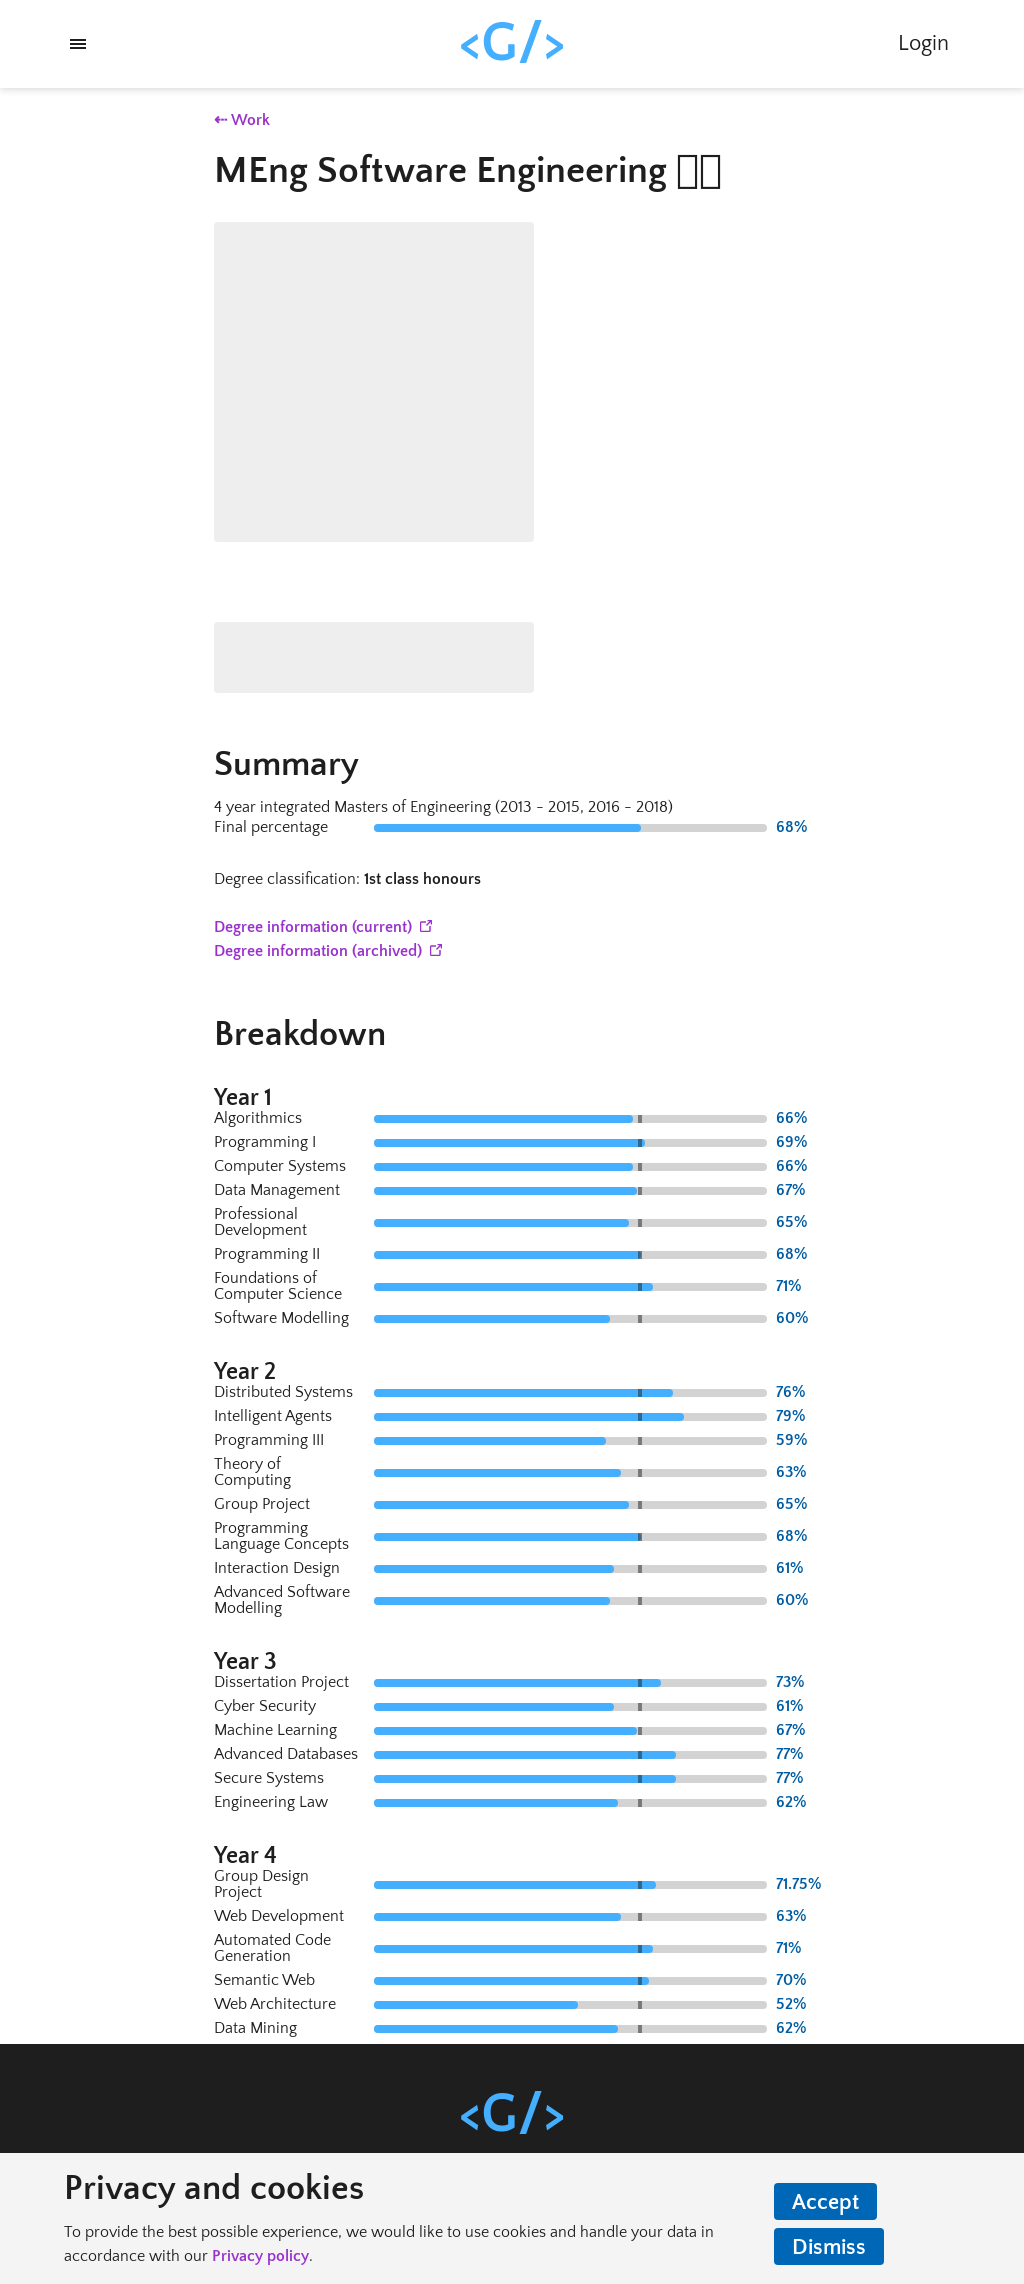 <G/>
Login
⇠ Work
MEng Software Engineering
Summary
4 year integrated Masters of Engineering (2013 - 2015, 2016 - 2018)
Final percentage 68%
Degree classification: 1st class honours
Degree information (current)
Degree information (archived)
Breakdown
Year 1
Algorithmics 66%
Programming I 69%
Computer Systems 66%
Data Management 67%
Professional
Development 65%
Programming II 68%
Foundations of
Computer Science 71%
Software Modelling 60%
Year 2
Distributed Systems 76%
Intelligent Agents 79%
Programming III 59%
Theory of
Computing 63%
Group Project 65%
Programming
Language Concepts 68%
Interaction Design 61%
Advanced Software
Modelling 60%
Year 3
Dissertation Project 73%
Cyber Security 61%
Machine Learning 67%
Advanced Databases 77%
Secure Systems 77%
Engineering Law 62%
Year 4
Group Design
Project 71.75%
Web Development 63%
Automated Code
Generation 71%
Semantic Web 70%
Web Architecture 52%
Data Mining 62%
<G/>
Privacy and cookies
To provide the best possible experience, we would like to use cookies and handle your data in
accordance with our Privacy policy.
Accept
Dismiss